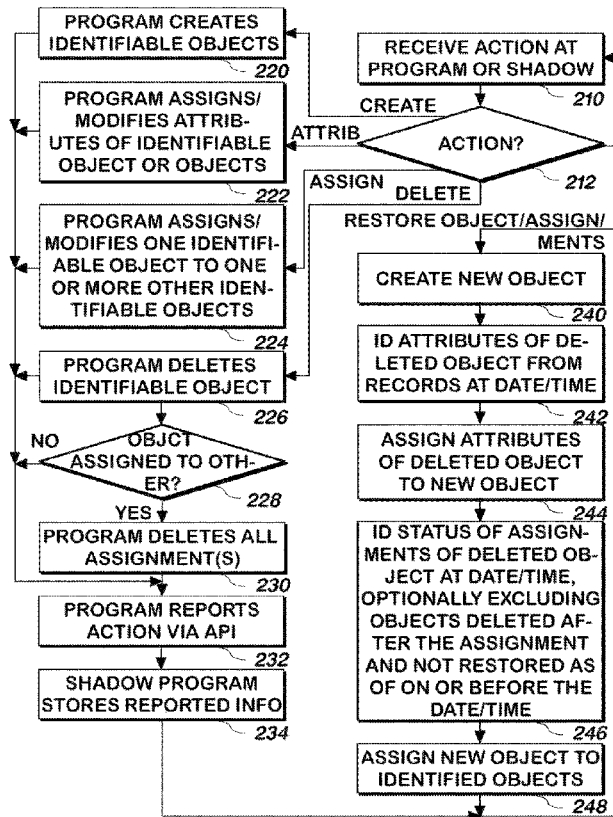 PROGRAM CREATES
IDENTIFIABLE OBJECTS
220
RECEIVE ACTION AT
PROGRAM OR SHADOW
210
CREATE
PROGRAM ASSIGNS/
MODIFIES ATTRIB-
UTES OF IDENTIFIABLE
OBJECT OR OBJECTS
222
ATTRIB
ACTION?
212
ASSIGN
DELETE
PROGRAM ASSIGNS/
MODIFIES ONE IDENTIFI-
ABLE OBJECT TO ONE
OR MORE OTHER IDEN-
TIFIABLE OBJECTS
224
RESTORE OBJECT/ASSIGN/
MENTS
CREATE NEW OBJECT
240
PROGRAM DELETES
IDENTIFIABLE OBJECT
226
ID ATTRIBUTES OF DE-
LETED OBJECT FROM
RECORDS AT DATE/TIME
242
NO
OBJCT
ASSIGNED TO OTH-
ER?
228
YES
ASSIGN ATTRIBUTES
OF DELETED OBJECT
TO NEW OBJECT
244
PROGRAM DELETES ALL
ASSIGNMENT(S)
230
ID STATUS OF ASSIGN-
MENTS OF DELETED OB-
JECT AT DATE/TIME,
OPTIONALLY EXCLUDING
OBJECTS DELETED AF-
TER THE ASSIGNMENT
AND NOT RESTORED AS
OF ON OR BEFORE THE
DATE/TIME
246
PROGRAM REPORTS
ACTION VIA API
232
SHADOW PROGRAM
STORES REPORTED INFO
234
ASSIGN NEW OBJECT TO
IDENTIFIED OBJECTS
248